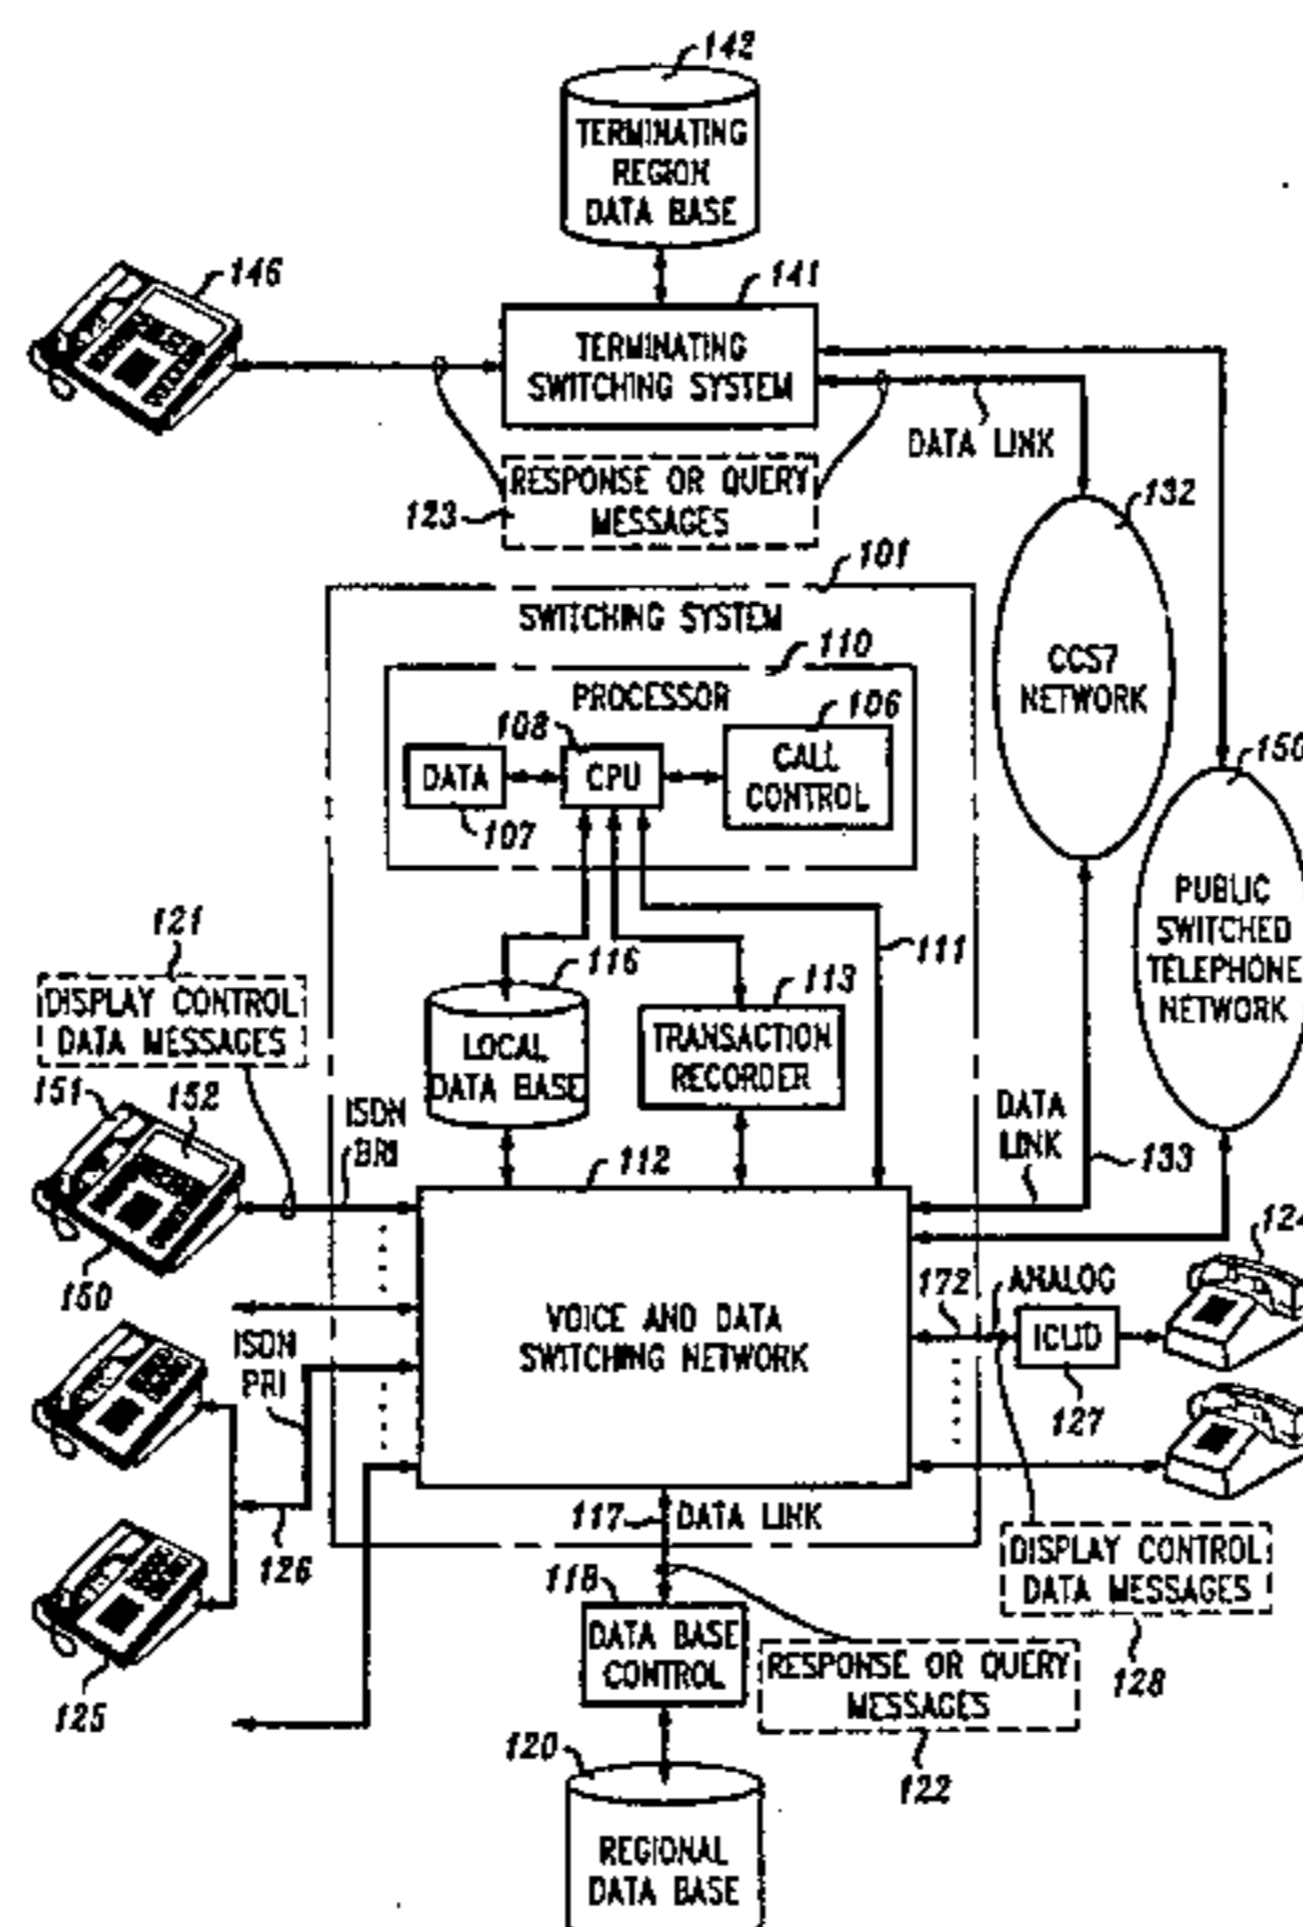 142
TERMINATING
REGION
DATA BASE
146
141
TERMINATING
SWITCHING SYSTEM
DATA LINK
RESPONSE OR QUERY
MESSAGES
123
132
CCS7
NETWORK
101
SWITCHING SYSTEM
110
PROCESSOR
108
106
DATA
CPU
CALL
CONTROL
107
150
PUBLIC
SWITCHED
TELEPHONE
NETWORK
121
DISPLAY CONTROL
DATA MESSAGES
116
111
113
LOCAL
DATA BASE
TRANSACTION
RECORDER
151
152
ISDN
BRI
112
DATA
LINK
133
150
VOICE AND DATA
SWITCHING NETWORK
172
ANALOG
124
ICLID
127
ISDN
PRI
126
125
117
DATA LINK
118
DATA BASE
CONTROL
DISPLAY CONTROL
DATA MESSAGES
128
RESPONSE OR QUERY
MESSAGES
122
120
REGIONAL
DATA BASE